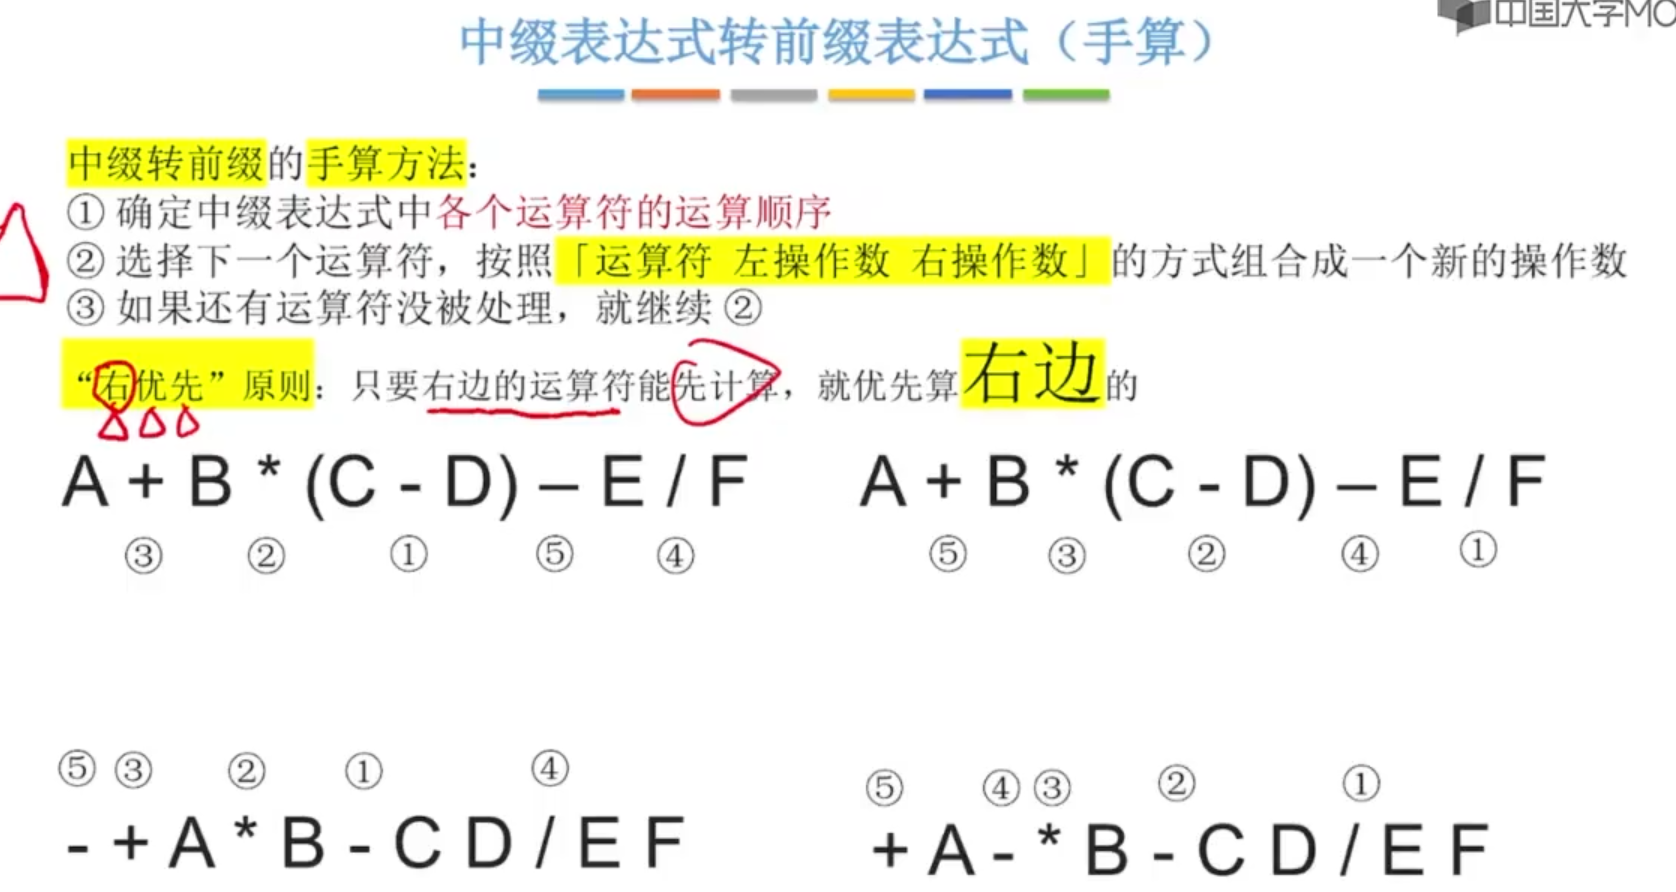 中国大学MO
中缀表达式转前缀表达式（手算）
中缀转前缀的手算方法：
① 确定中缀表达式中各个运算符的运算顺序
② 选择下一个运算符，按照「运算符 左操作数 右操作数」的方式组合成一个新的操作数
③ 如果还有运算符没被处理，就继续 ②
“右优先”原则：只要右边的运算符能先计算，就优先算右边的
A + B * (C - D) – E / F
③ ② ① ⑤ ④
A + B * (C - D) – E / F
⑤ ③ ② ④ ①
⑤ ③ ② ① ④
- + A * B - C D / E F
⑤ ④ ③ ② ①
+ A - * B - C D / E F